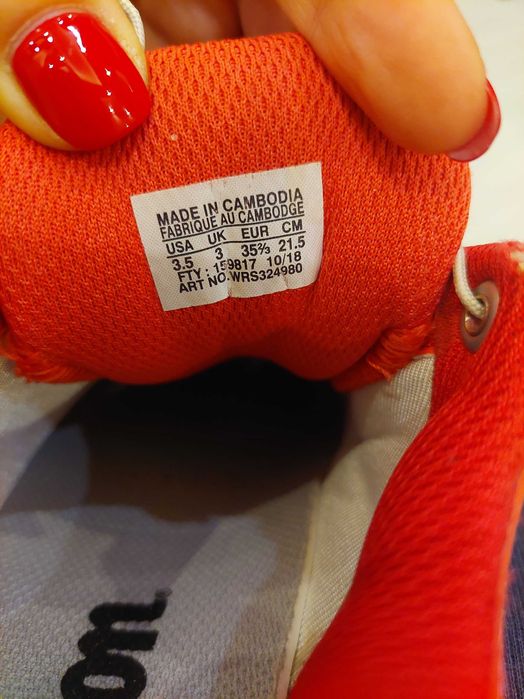 MADE IN CAMBODIA
FABRIQUE AU CAMBODGE
USA UK EUR CM
3.5 3 35⅔ 21.5
FTY : 159817 10/18
ART NO. WRS324980
on.